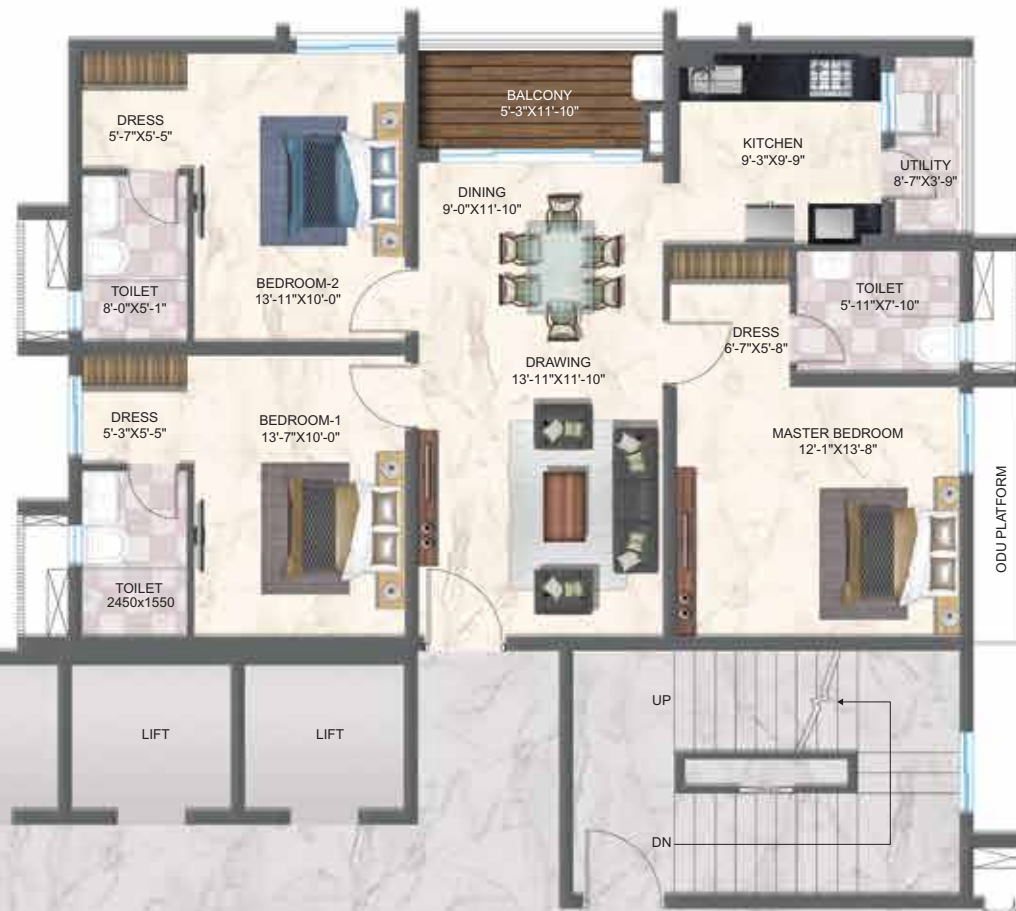 BALCONY
5'-3"X11'-10"
DRESS
5'-7"X5'-5"
KITCHEN
9'-3"X9'-9"
UTILITY
8'-7"X3'-9"
DINING
9'-0"X11'-10"
TOILET
8'-0"X5'-1"
BEDROOM-2
13'-11"X10'-0"
TOILET
5'-11"X7'-10"
DRESS
6'-7"X5'-8"
DRAWING
13'-11"X11'-10"
DRESS
5'-3"X5'-5"
BEDROOM-1
13'-7"X10'-0"
MASTER BEDROOM
12'-1"X13'-8"
ODU PLATFORM
TOILET
2450x1550
LIFT
LIFT
UP
DN